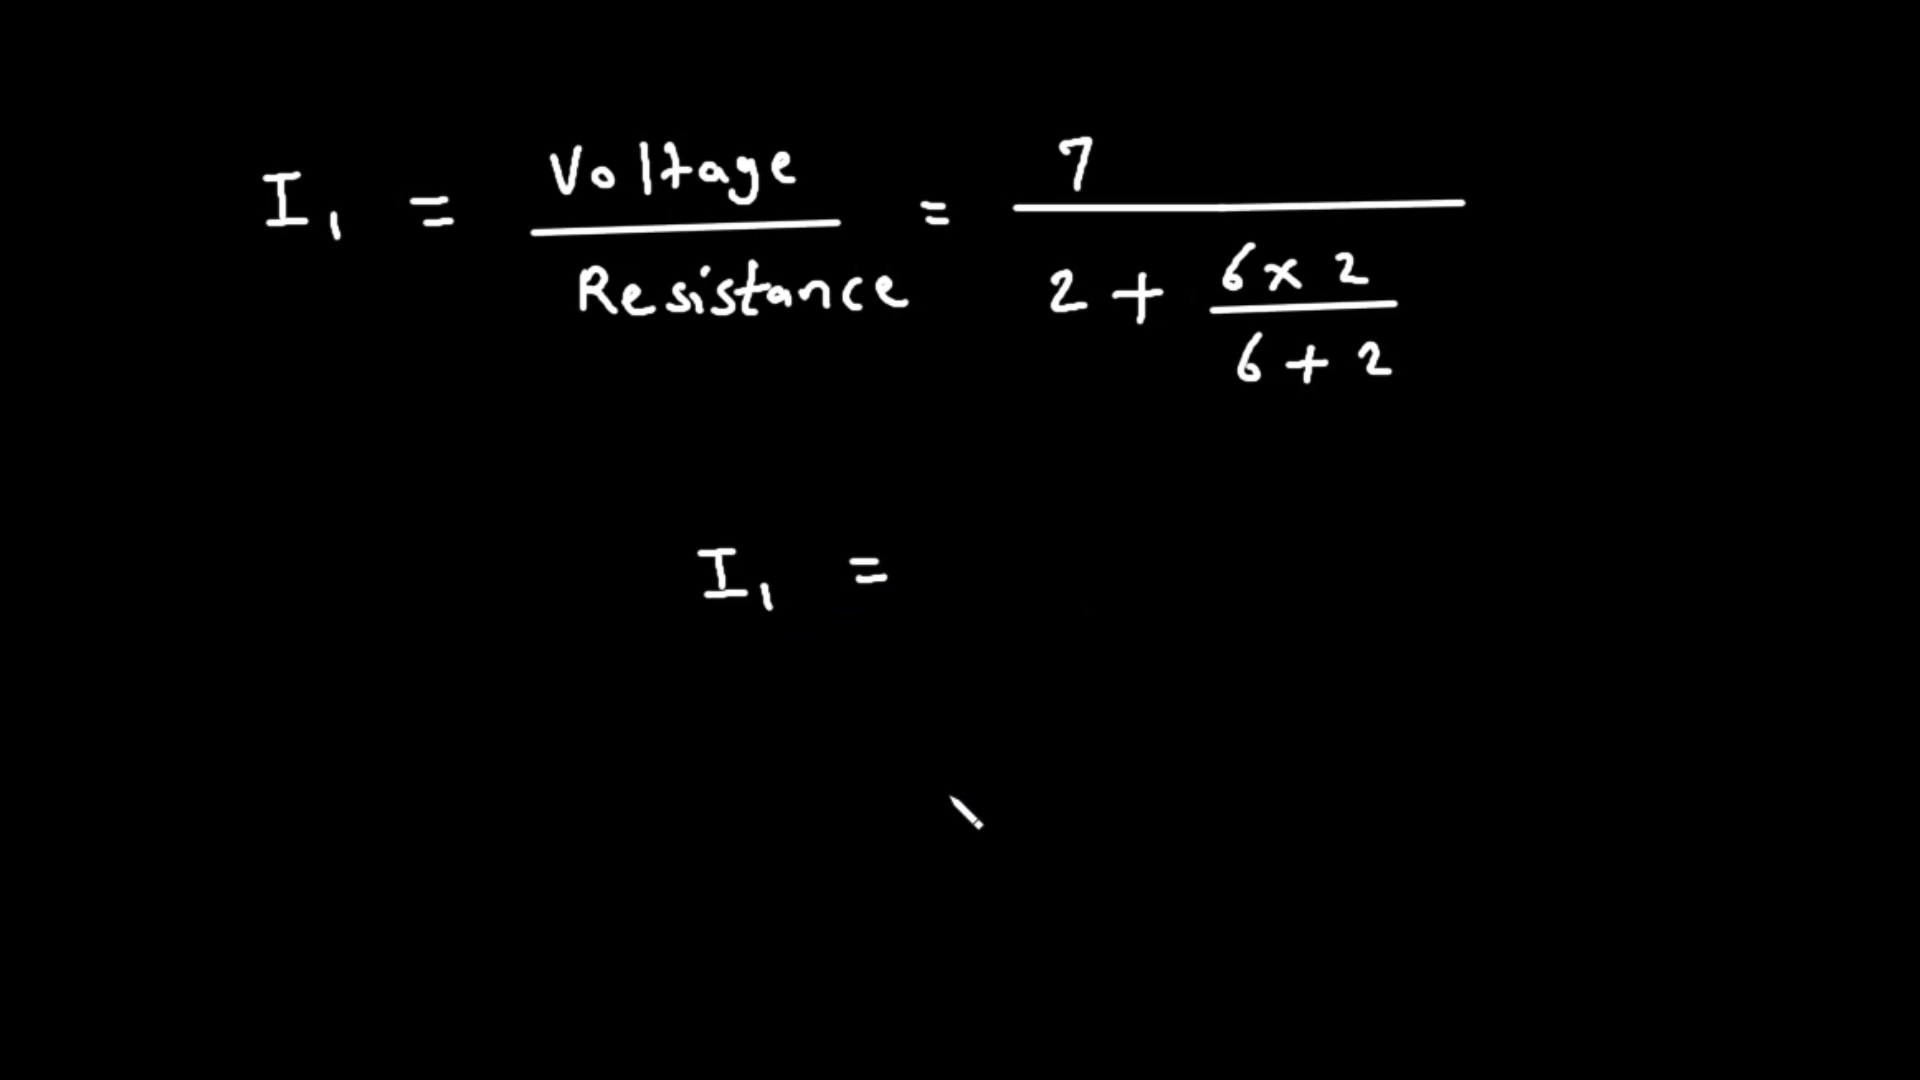 I₁ = Voltage / Resistance = 7 / (2 + (6 x 2) / (6 + 2))
I₁ =